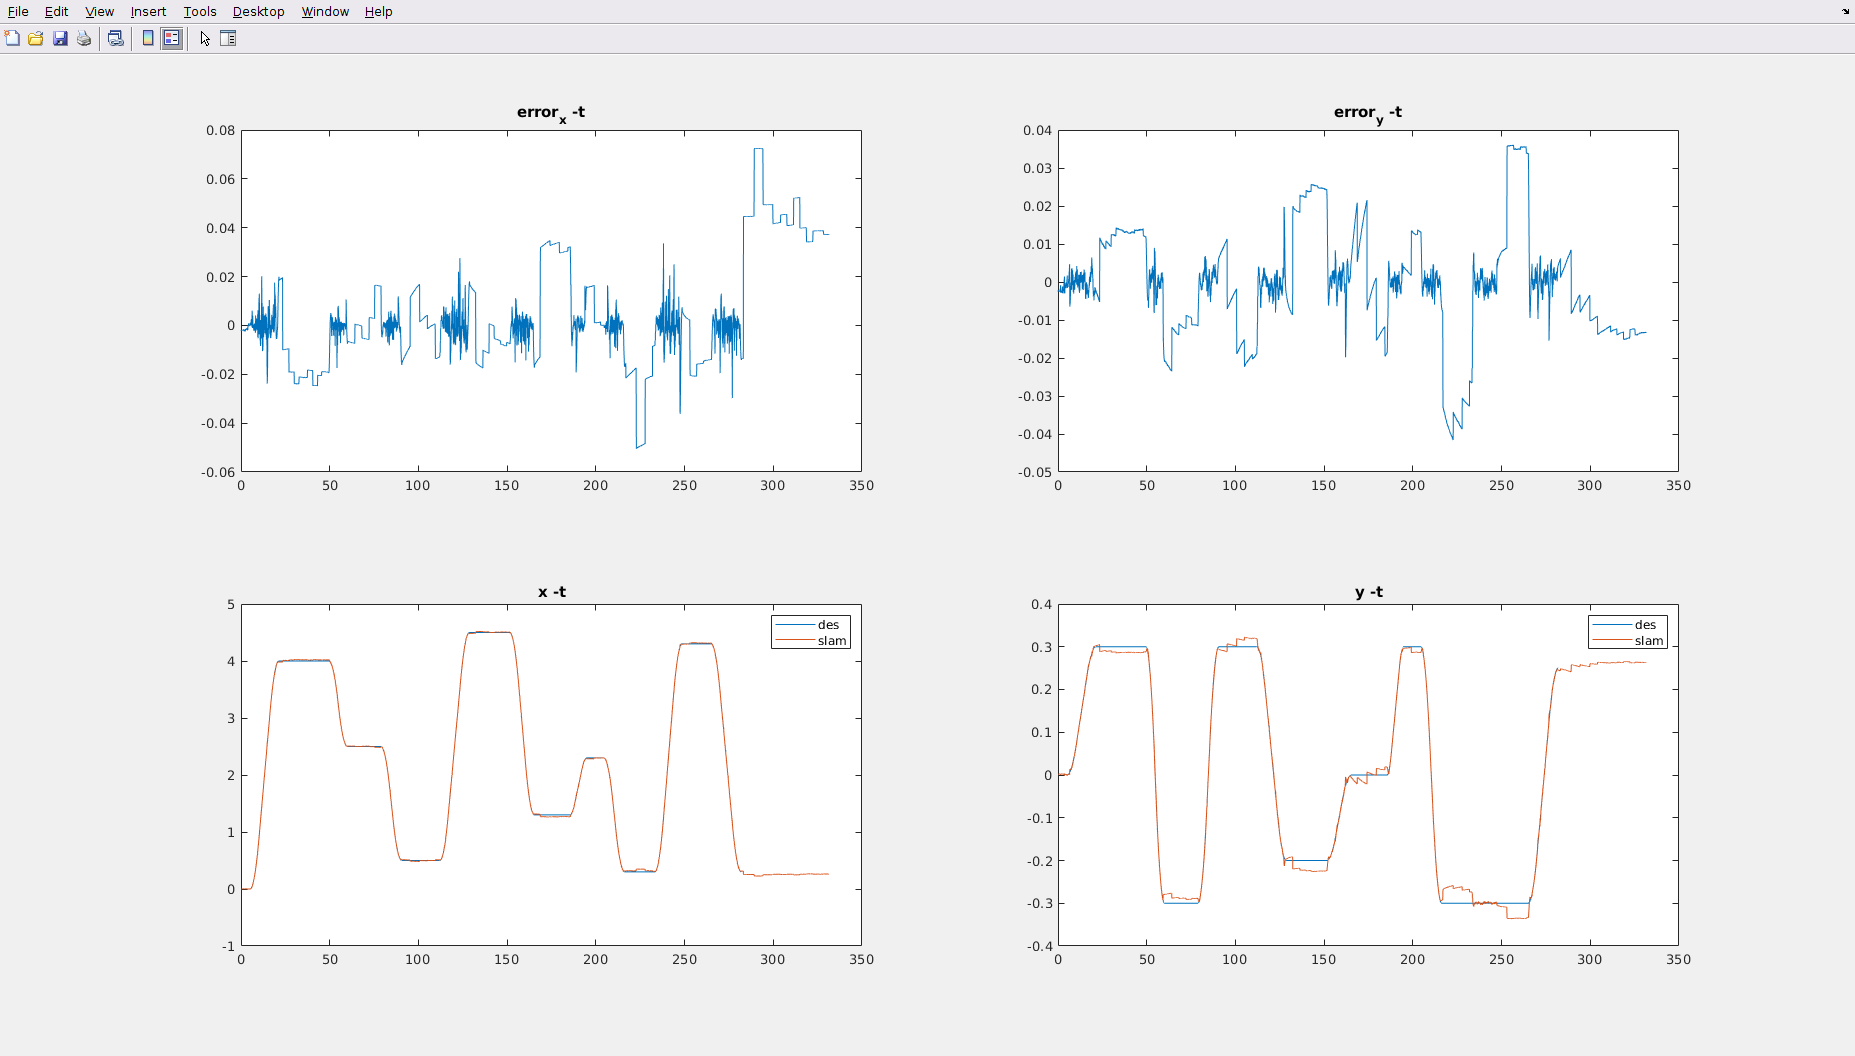 File Edit View Insert Tools Desktop Window Help
error_x -t
0.08
0.06
0.04
0.02
0
-0.02
-0.04
-0.06
0 50 100 150 200 250 300 350
error_y -t
0.04
0.03
0.02
0.01
0
-0.01
-0.02
-0.03
-0.04
-0.05
0 50 100 150 200 250 300 350
x -t
5
4
3
2
1
0
-1
0 50 100 150 200 250 300 350
des
slam
y -t
0.4
0.3
0.2
0.1
0
-0.1
-0.2
-0.3
-0.4
0 50 100 150 200 250 300 350
des
slam